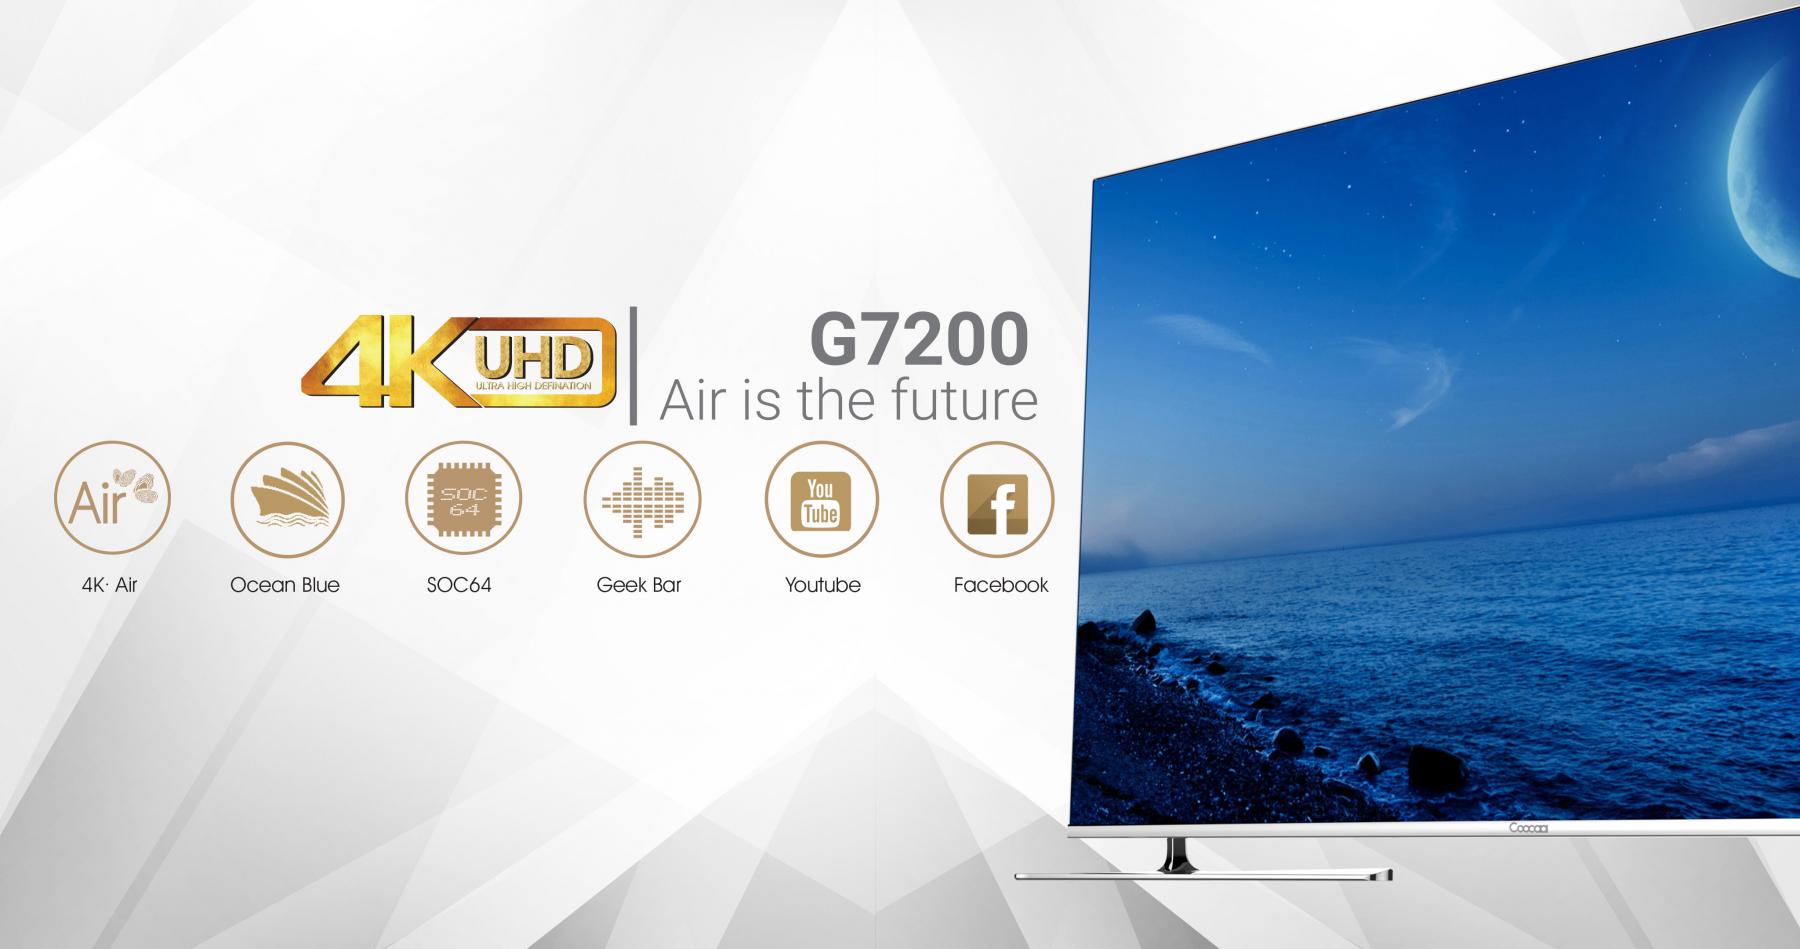 4K UHD
ULTRA HIGH DEFINATION
G7200
Air is the future
Air
SOC
64
You
Tube
f
4K· Air
Ocean Blue
SOC64
Geek Bar
Youtube
Facebook
Coocaa